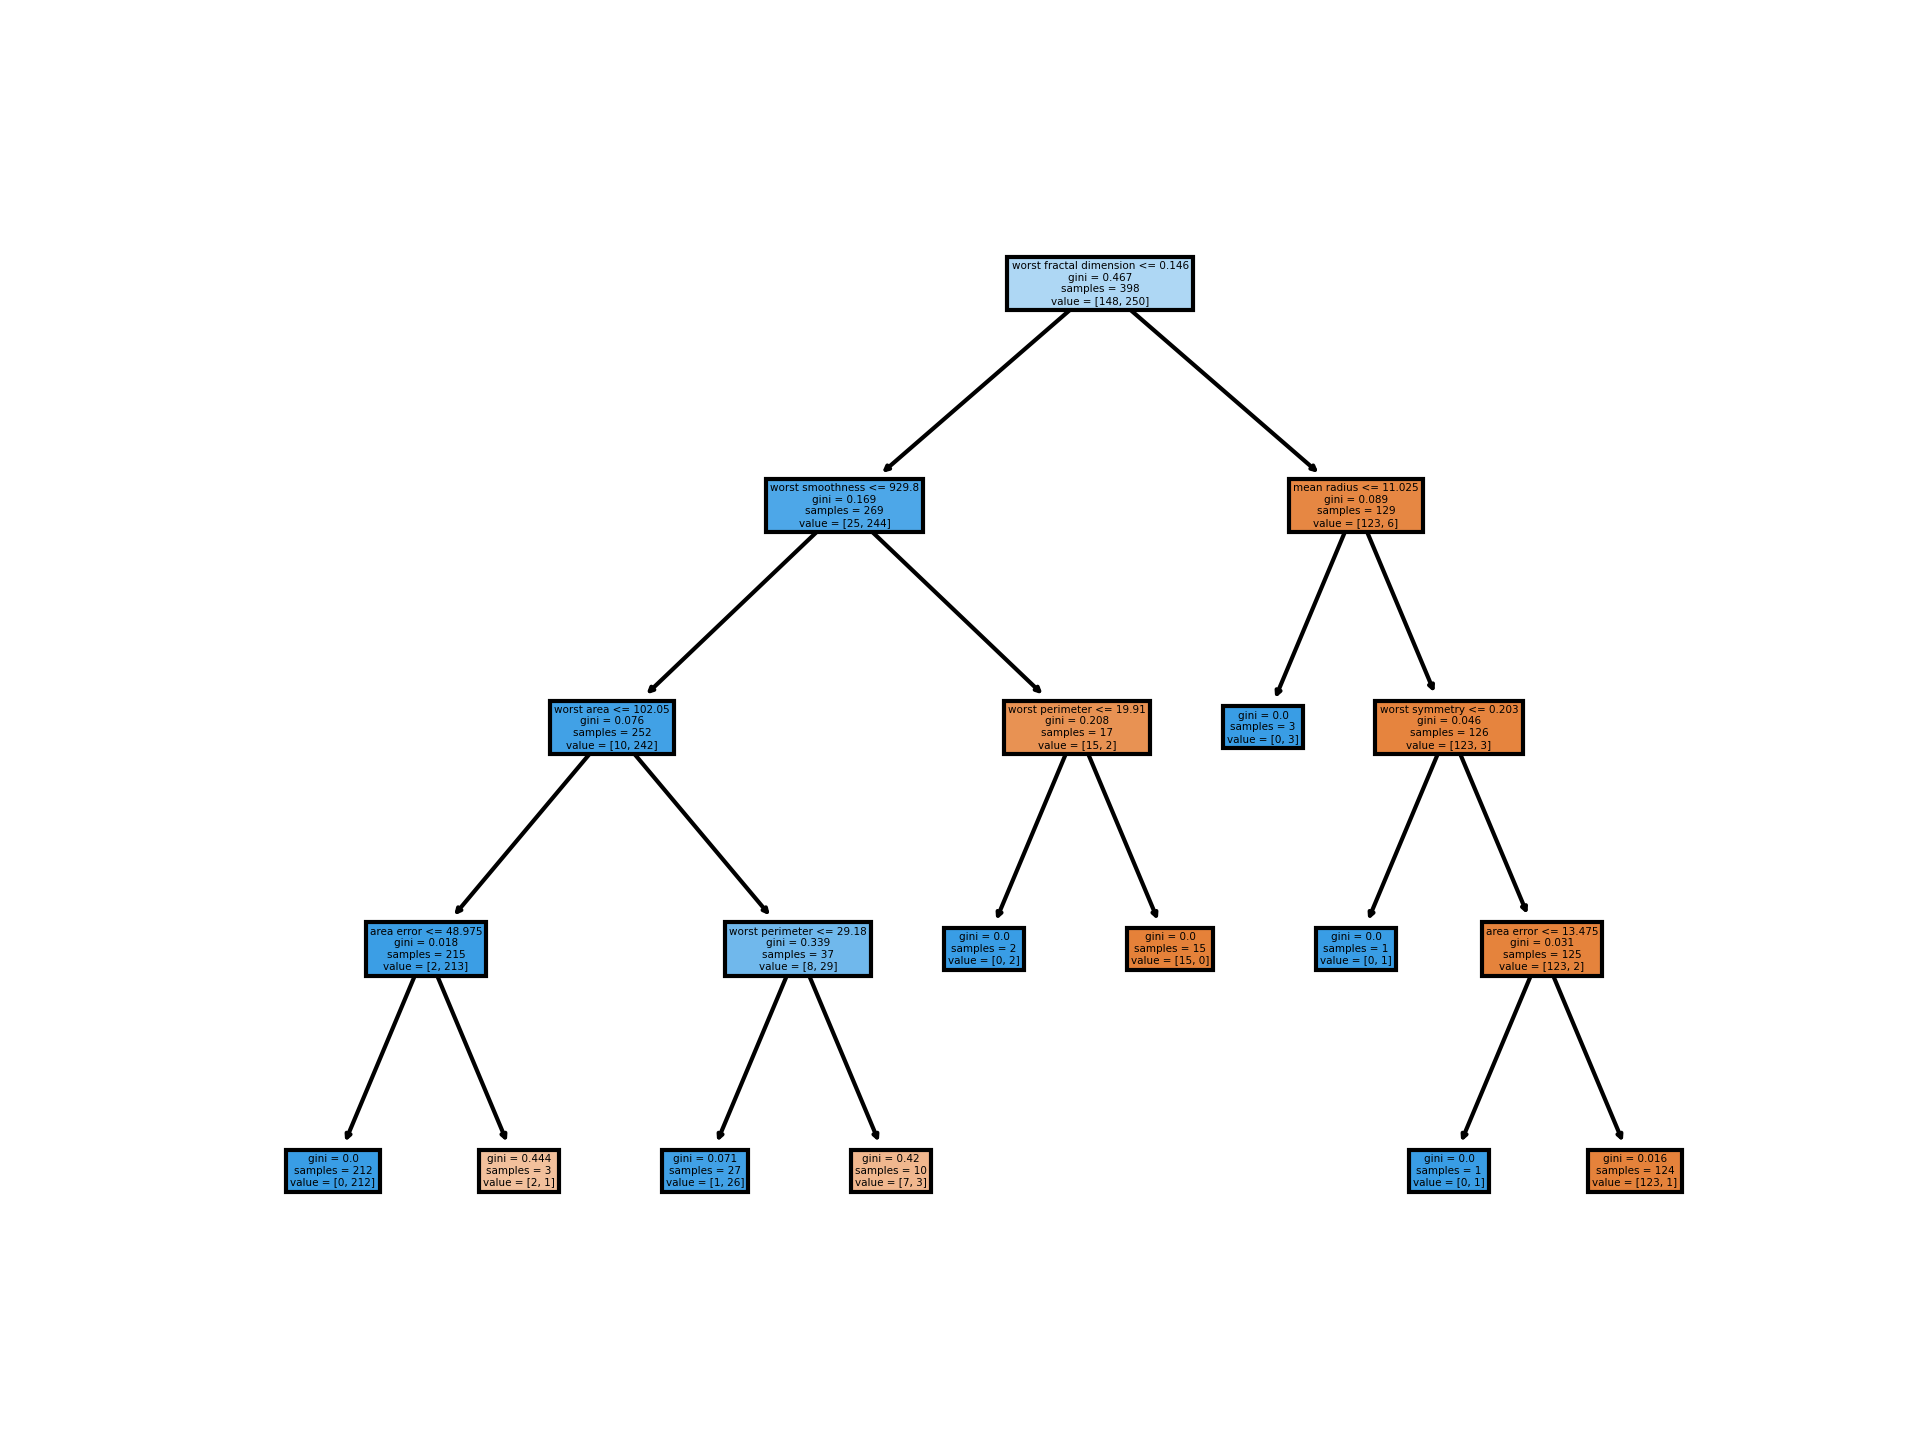 worst fractal dimension <= 0.146
gini = 0.467
samples = 398
value = [148, 250]
worst smoothness <= 929.8
gini = 0.169
samples = 269
value = [25, 244]
mean radius <= 11.025
gini = 0.089
samples = 129
value = [123, 6]
worst area <= 102.05
gini = 0.076
samples = 252
value = [10, 242]
worst perimeter <= 19.91
gini = 0.208
samples = 17
value = [15, 2]
gini = 0.0
samples = 3
value = [0, 3]
worst symmetry <= 0.203
gini = 0.046
samples = 126
value = [123, 3]
area error <= 48.975
gini = 0.018
samples = 215
value = [2, 213]
worst perimeter <= 29.18
gini = 0.339
samples = 37
value = [8, 29]
gini = 0.0
samples = 2
value = [0, 2]
gini = 0.0
samples = 15
value = [15, 0]
gini = 0.0
samples = 1
value = [0, 1]
area error <= 13.475
gini = 0.031
samples = 125
value = [123, 2]
gini = 0.0
samples = 212
value = [0, 212]
gini = 0.444
samples = 3
value = [2, 1]
gini = 0.071
samples = 27
value = [1, 26]
gini = 0.42
samples = 10
value = [7, 3]
gini = 0.0
samples = 1
value = [0, 1]
gini = 0.016
samples = 124
value = [123, 1]